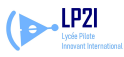 LP2I
Lycée Pilote
Innovant International